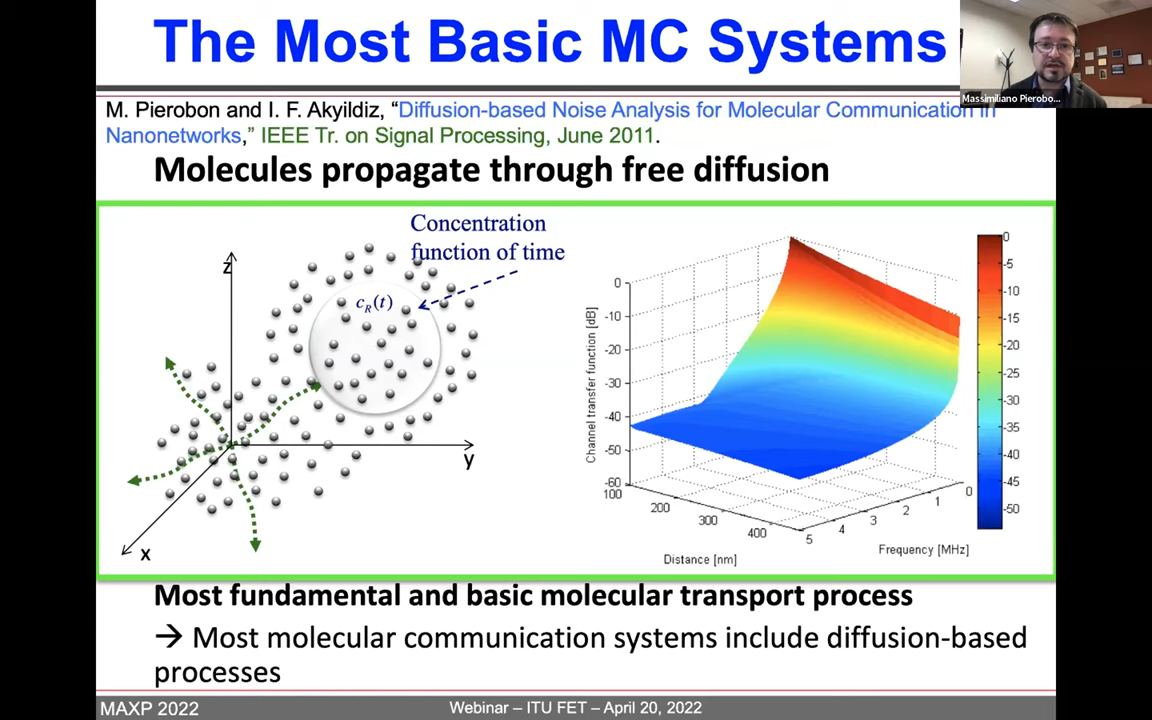 The Most Basic MC Systems
Massimiliano Pierobo...
M. Pierobon and I. F. Akyildiz, “Diffusion-based Noise Analysis for Molecular Communication in
Nanonetworks,” IEEE Tr. on Signal Processing, June 2011.
Molecules propagate through free diffusion
Concentration
function of time
z
c_R(t)
y
x
Channel transfer function [dB]
0
-10
-20
-30
-40
-50
-60
100
200
300
400
Distance [nm]
5
4
3
2
1
0
Frequency [MHz]
0
-5
-10
-15
-20
-25
-30
-35
-40
-45
-50
Most fundamental and basic molecular transport process
→ Most molecular communication systems include diffusion-based
processes
MAXP 2022
Webinar – ITU FET – April 20, 2022